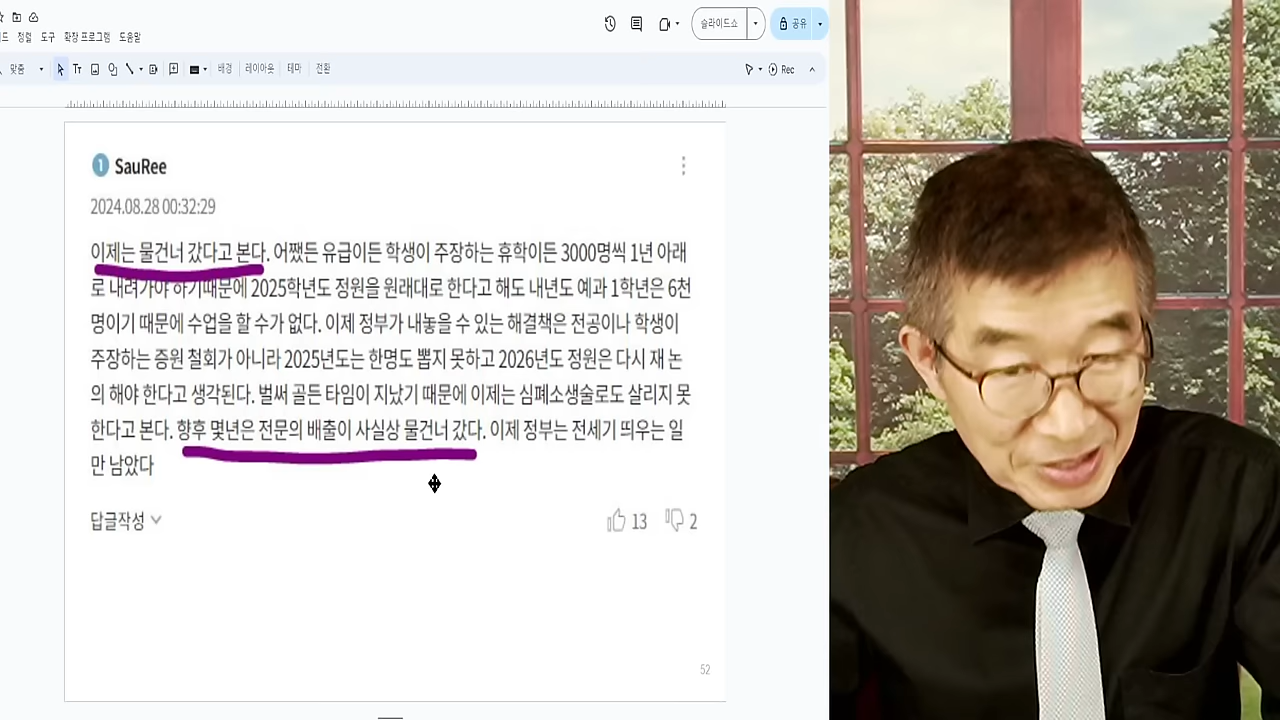 정렬 도구 확장 프로그램 도움말
슬라이드쇼
공유
맞춤
배경 레이아웃 테마 전환
Rec
1 SauRee
2024.08.28 00:32:29
이제는 물건너 갔다고 본다. 어쨌든 유급이든 학생이 주장하는 휴학이든 3000명씩 1년 아래
로 내려가야 하기때문에 2025학년도 정원을 원래대로 한다고 해도 내년도 예과 1학년은 6천
명이기 때문에 수업을 할 수가 없다. 이제 정부가 내놓을 수 있는 해결책은 전공이나 학생이
주장하는 증원 철회가 아니라 2025년도는 한명도 뽑지 못하고 2026년도 정원은 다시 재 논
의 해야 한다고 생각된다. 벌써 골든 타임이 지났기 때문에 이제는 심폐소생술로도 살리지 못
한다고 본다. 향후 몇년은 전문의 배출이 사실상 물건너 갔다. 이제 정부는 전세기 띄우는 일
만 남았다
답글작성
13 2
52